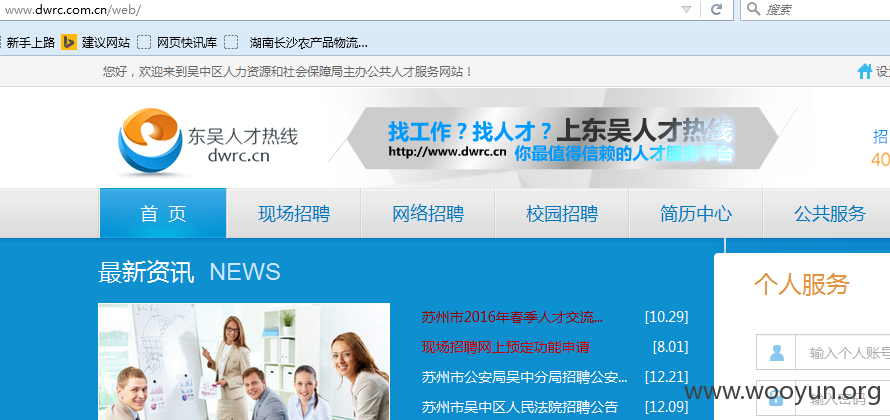 www.dwrc.com.cn/web/
搜索
新手上路 建议网站 网页快讯库 湖南长沙农产品物流...
您好，欢迎来到吴中区人力资源和社会保障局主办公共人才服务网站！
东吴人才热线
dwrc.cn
找工作？找人才？上东吴人才热线
http://www.dwrc.cn 你最值得信赖的人才服务平台
招
40
首 页 现场招聘 网络招聘 校园招聘 简历中心 公共服务
最新资讯 NEWS
个人服务
苏州市2016年春季人才交流... [10.29]
现场招聘网上预定功能申请 [8.01]
苏州市公安局吴中分局招聘公安... [12.21]
苏州市吴中区人民法院招聘公告 [12.09]
输入个人账号
输入密码
www.wooyun.org